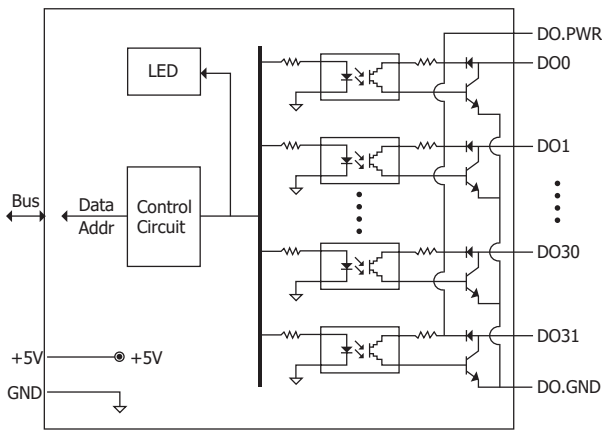 DO.PWR
LED
DO0
DO1
Bus
Data
Addr
Control
Circuit
DO30
DO31
+5V
+5V
GND
DO.GND